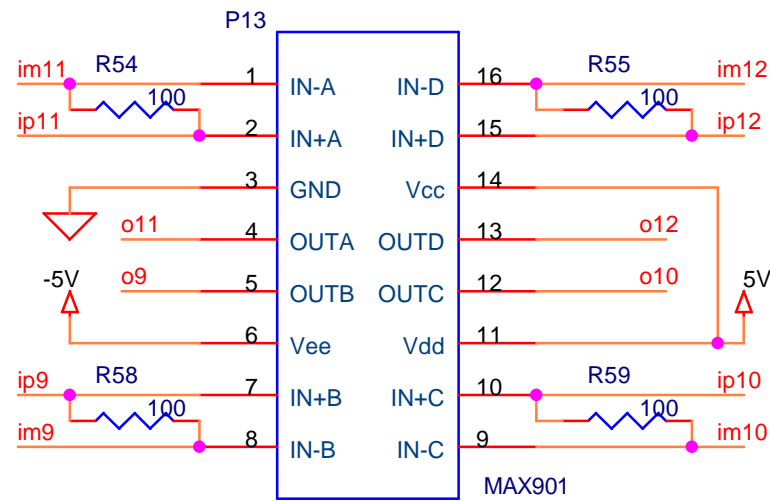 P13
im11 R54 1 IN-A IN-D 16 R55 im12
100 100
ip11 2 IN+A IN+D 15 ip12
3 GND Vcc 14
o11 4 OUTA OUTD 13 o12
-5V o9 5 OUTB OUTC 12 o10 5V
6 Vee Vdd 11
ip9 R58 7 IN+B IN+C 10 R59 ip10
100 100
im9 8 IN-B IN-C 9 im10
MAX901